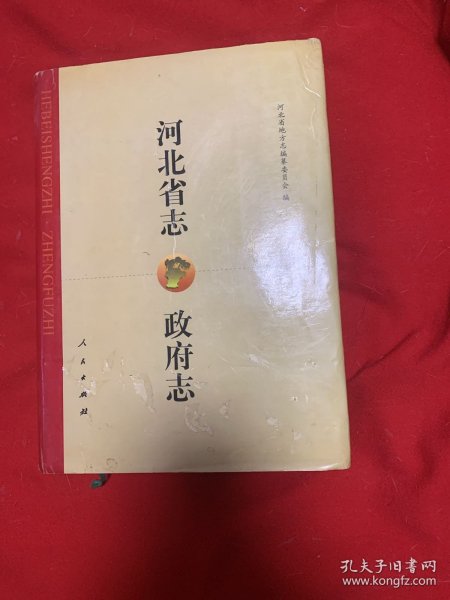 河北省地方志编纂委员会 编
河北省志
政府志
人民出版社
HEBEISHENGZHI · ZHENGFUZHI
孔夫子旧书网
www.kongfz.com